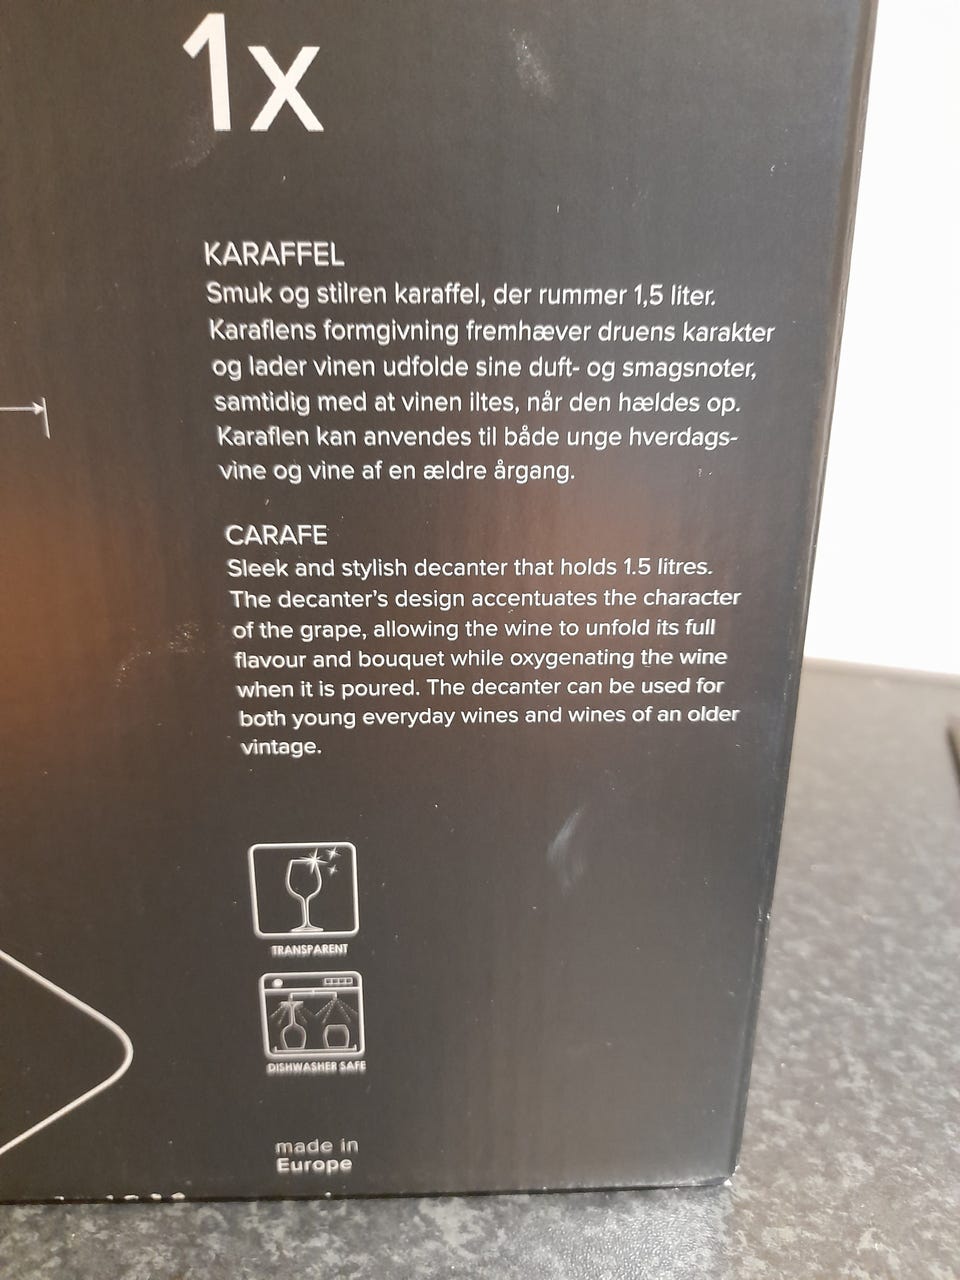 1x
KARAFFEL
Smuk og stilren karaffel, der rummer 1,5 liter.
Karaflens formgivning fremhæver druens karakter
og lader vinen udfolde sine duft- og smagsnoter,
samtidig med at vinen iltes, når den hældes op.
Karaflen kan anvendes til både unge hverdags-
vine og vine af en ældre årgang.
CARAFE
Sleek and stylish decanter that holds 1.5 litres.
The decanter's design accentuates the character
of the grape, allowing the wine to unfold its full
flavour and bouquet while oxygenating the wine
when it is poured. The decanter can be used for
both young everyday wines and wines of an older
vintage.
TRANSPARENT
DISHWASHER SAFE
made in
Europe